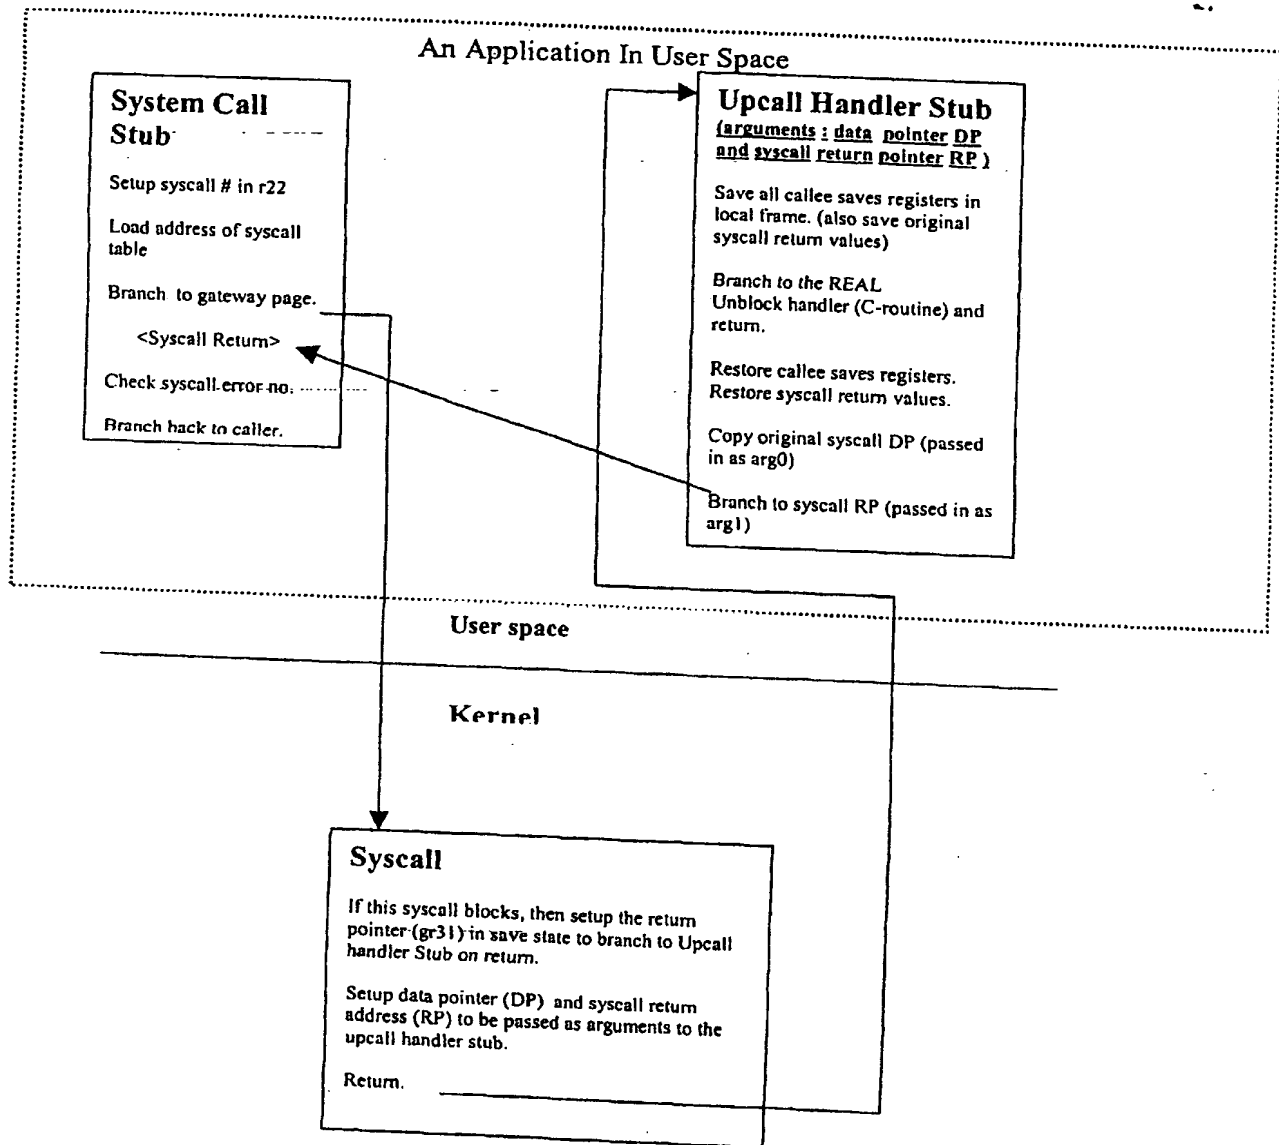 An Application In User Space
System Call
Stub
Setup syscall # in r22
Load address of syscall
table
Branch to gateway page.
<Syscall Return>
Check syscall error no.
Branch back to caller.
Upcall Handler Stub
(arguments : data pointer DP
and syscall return pointer RP )
Save all callee saves registers in
local frame. (also save original
syscall return values)
Branch to the REAL
Unblock handler (C-routine) and
return.
Restore callee saves registers.
Restore syscall return values.
Copy original syscall DP (passed
in as arg0)
Branch to syscall RP (passed in as
arg1)
User space
Kernel
Syscall
If this syscall blocks, then setup the return
pointer (gr31) in save state to branch to Upcall
handler Stub on return.
Setup data pointer (DP) and syscall return
address (RP) to be passed as arguments to the
upcall handler stub.
Return.